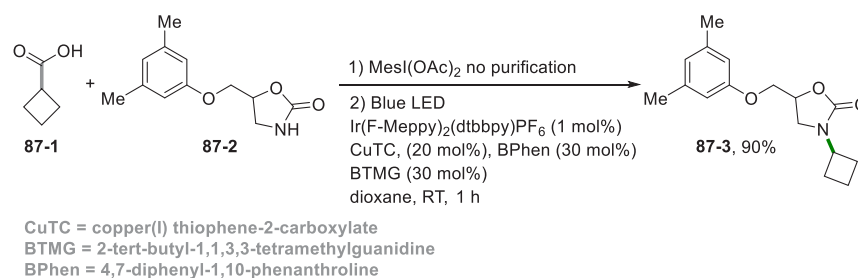 Me
O
OH
+
Me
O
O
O
NH
87-1
87-2
1) MesI(OAc)2 no purification
2) Blue LED
Ir(F-Meppy)2(dtbbpy)PF6 (1 mol%)
CuTC, (20 mol%), BPhen (30 mol%)
BTMG (30 mol%)
dioxane, RT, 1 h
Me
Me
O
O
O
N
87-3, 90%
CuTC = copper(I) thiophene-2-carboxylate
BTMG = 2-tert-butyl-1,1,3,3-tetramethylguanidine
BPhen = 4,7-diphenyl-1,10-phenanthroline